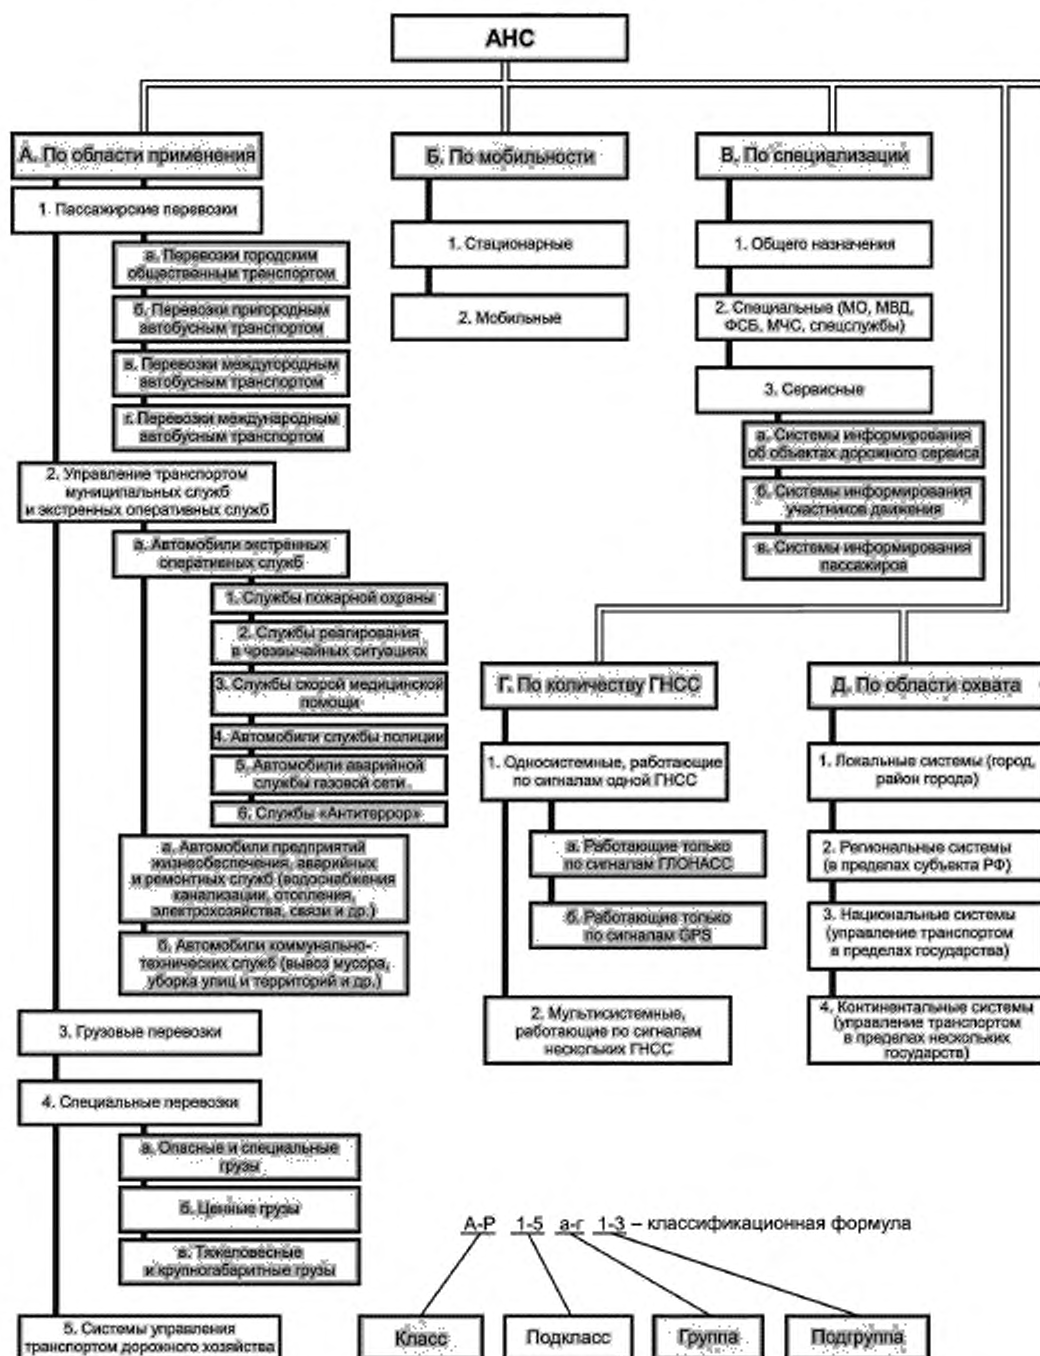 АНС
А. По области применения
1. Пассажирские перевозки
а. Перевозки городским
общественным транспортом
б. Перевозки пригородным
автобусным транспортом
в. Перевозки междугородным
автобусным транспортом
г. Перевозки международным
автобусным транспортом
2. Управление транспортом
муниципальных служб
и экстренных оперативных служб
а. Автомобили экстренных
оперативных служб
1. Службы пожарной охраны
2. Службы реагирования
в чрезвычайных ситуациях
3. Службы скорой медицинской
помощи
4. Автомобили службы полиции
5. Автомобили аварийной
службы газовой сети
6. Службы «Антитеррор»
а. Автомобили предприятий
жизнеобеспечения, аварийных
и ремонтных служб (водоснабжения
канализации, отопления,
электрохозяйства, связи и др.)
б. Автомобили коммунально-
технических служб (вывоз мусора,
уборка улиц и территорий и др.)
3. Грузовые перевозки
4. Специальные перевозки
а. Опасные и специальные
грузы
б. Ценные грузы
в. Тяжеловесные
и крупногабаритные грузы
5. Системы управления
транспортом дорожного хозяйства
Б. По мобильности
1. Стационарные
2. Мобильные
В. По специализации
1. Общего назначения
2. Специальные (МО, МВД,
ФСБ, МЧС, спецслужбы)
3. Сервисные
а. Системы информирования
об объектах дорожного сервиса
б. Системы информирования
участников движения
в. Системы информирования
пассажиров
Г. По количеству ГНСС
1. Односистемные, работающие
по сигналам одной ГНСС
а. Работающие только
по сигналам ГЛОНАСС
б. Работающие только
по сигналам GPS
2. Мультисистемные,
работающие по сигналам
нескольких ГНСС
Д. По области охвата
1. Локальные системы (город,
район города)
2. Региональные системы
(в пределах субъекта РФ)
3. Национальные системы
(управление транспортом
в пределах государства)
4. Континентальные системы
(управление транспортом
в пределах нескольких
государств)
А-Р 1-5 а-г 1-3 – классификационная формула
Класс Подкласс Группа Подгруппа